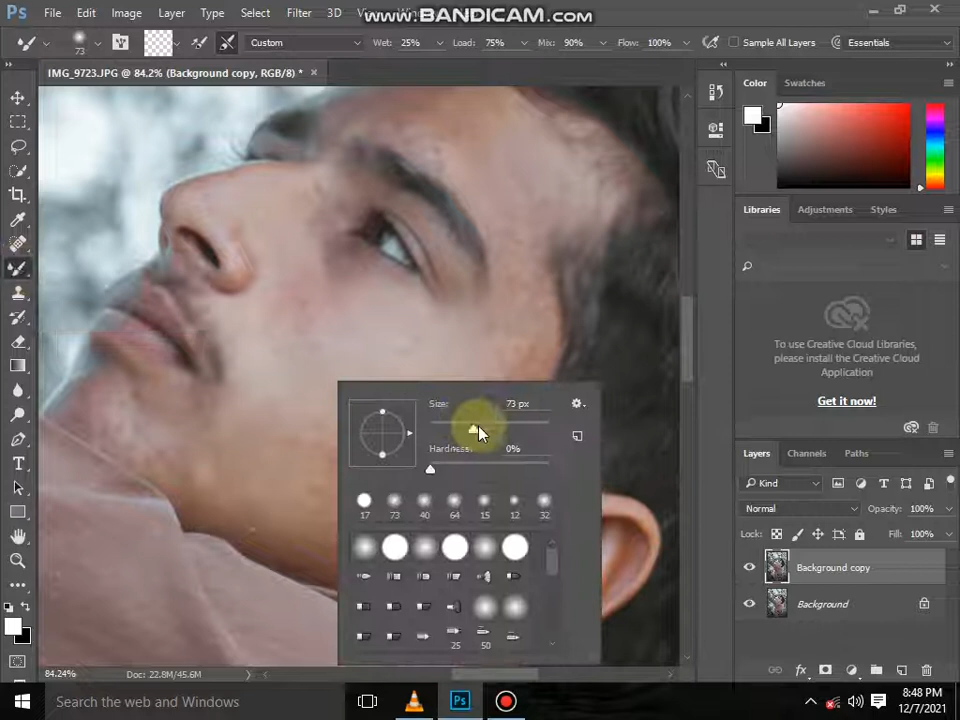 Ps File Edit Image Layer Type Select Filter 3D
www.BANDICAM.com
73 Custom Wet: 25% Load: 75% Mix: 90% Flow: 100% Sample All Layers Essentials
IMG_9723.JPG @ 84.2% (Background copy, RGB/8) * ×
Color Swatches
Libraries Adjustments Styles
To use Creative Cloud Libraries,
please install the Creative Cloud
Application
Get it now!
Size: 73 px
Hardness: 0%
17 73 40 64 15 12 32
25 50
Layers Channels Paths
Kind
Normal Opacity: 100%
Lock: Fill: 100%
Background copy
Background
84.24% Doc: 22.8M/45.6M
Search the web and Windows
Ps
8:48 PM
12/7/2021